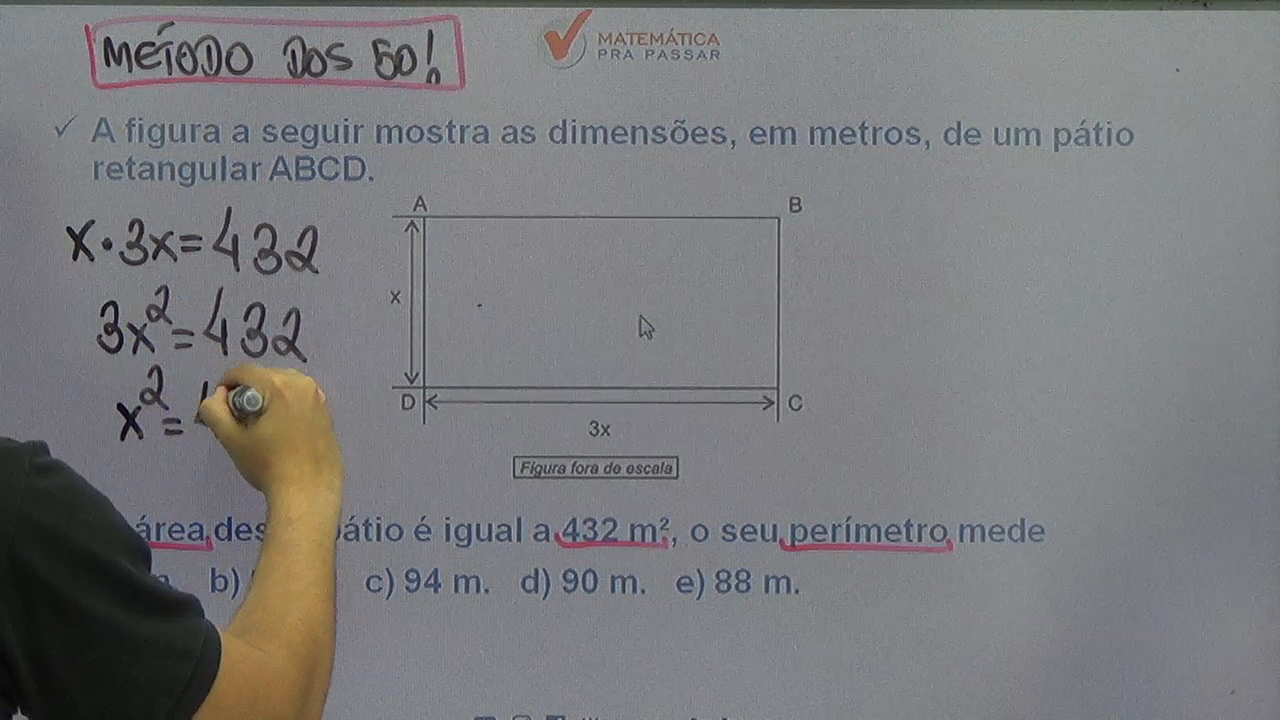 MÉTODO DOS 50!
MATEMÁTICA
PRA PASSAR
✓ A figura a seguir mostra as dimensões, em metros, de um pátio
retangular ABCD.
A
B
x
D
C
3x
Figura fora de escala
x·3x=432
3x²=432
x²=
área des pátio é igual a 432 m², o seu perímetro mede
b) c) 94 m. d) 90 m. e) 88 m.